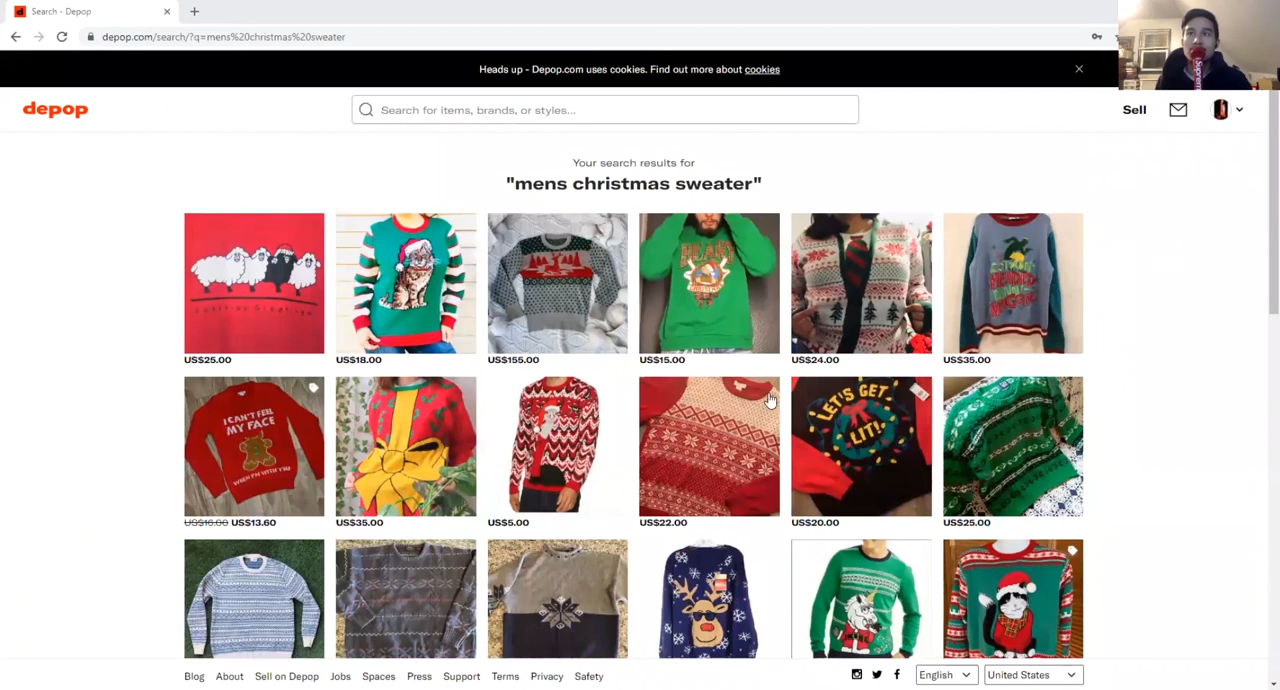 Search - Depop
depop.com/search/?q=mens%20christmas%20sweater
Heads up - Depop.com uses cookies. Find out more about cookies
depop
Search for items, brands, or styles...
Sell
Your search results for
"mens christmas sweater"
US$25.00
US$18.00
US$155.00
US$15.00
US$24.00
US$35.00
I CAN'T FEEL
MY FACE
WHEN I'M WITH YOU
LET'S GET
LIT!
US$16.00 US$13.60
US$35.00
US$5.00
US$22.00
US$20.00
US$25.00
Blog About Sell on Depop Jobs Spaces Press Support Terms Privacy Safety
English
United States